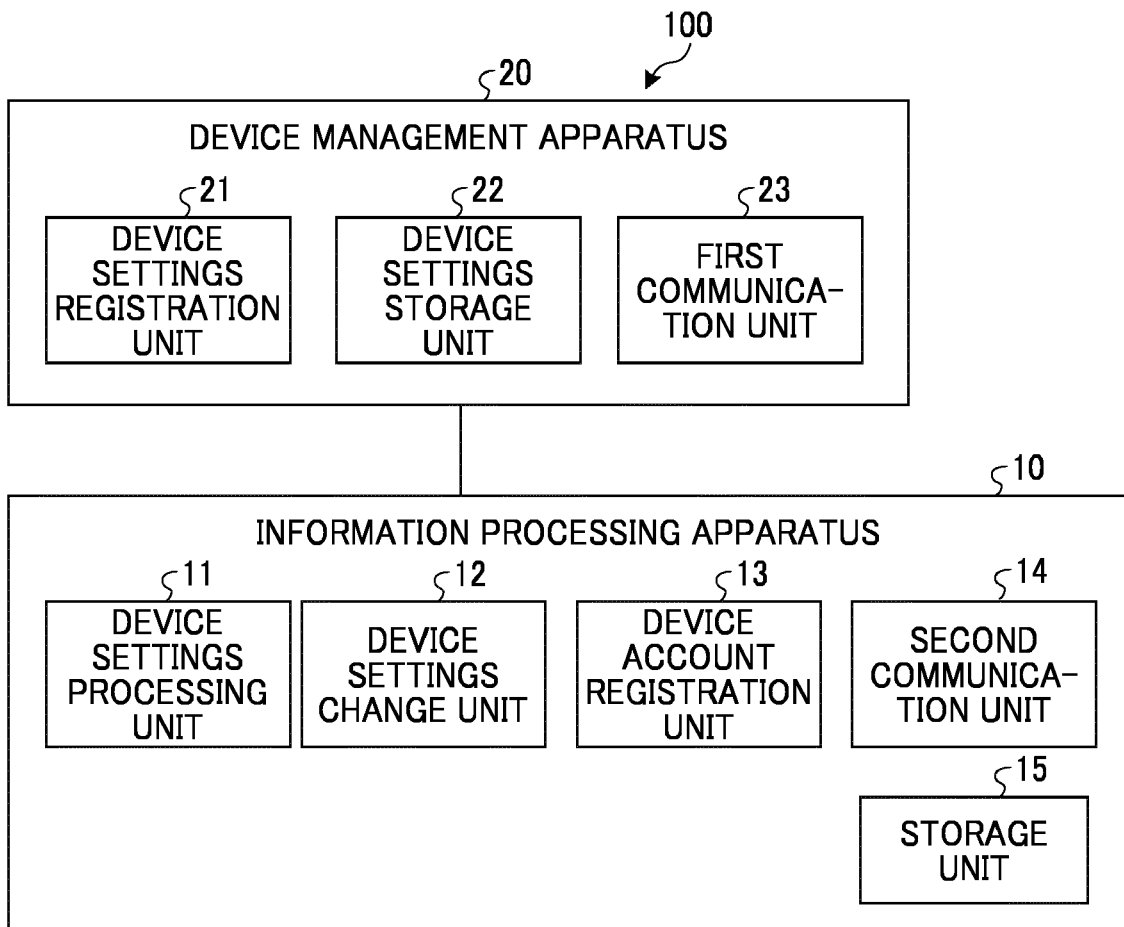 100
20
DEVICE MANAGEMENT APPARATUS
21
DEVICE
SETTINGS
REGISTRATION
UNIT
22
DEVICE
SETTINGS
STORAGE
UNIT
23
FIRST
COMMUNICA-
TION UNIT
10
INFORMATION PROCESSING APPARATUS
11
DEVICE
SETTINGS
PROCESSING
UNIT
12
DEVICE
SETTINGS
CHANGE UNIT
13
DEVICE
ACCOUNT
REGISTRATION
UNIT
14
SECOND
COMMUNICA-
TION UNIT
15
STORAGE
UNIT